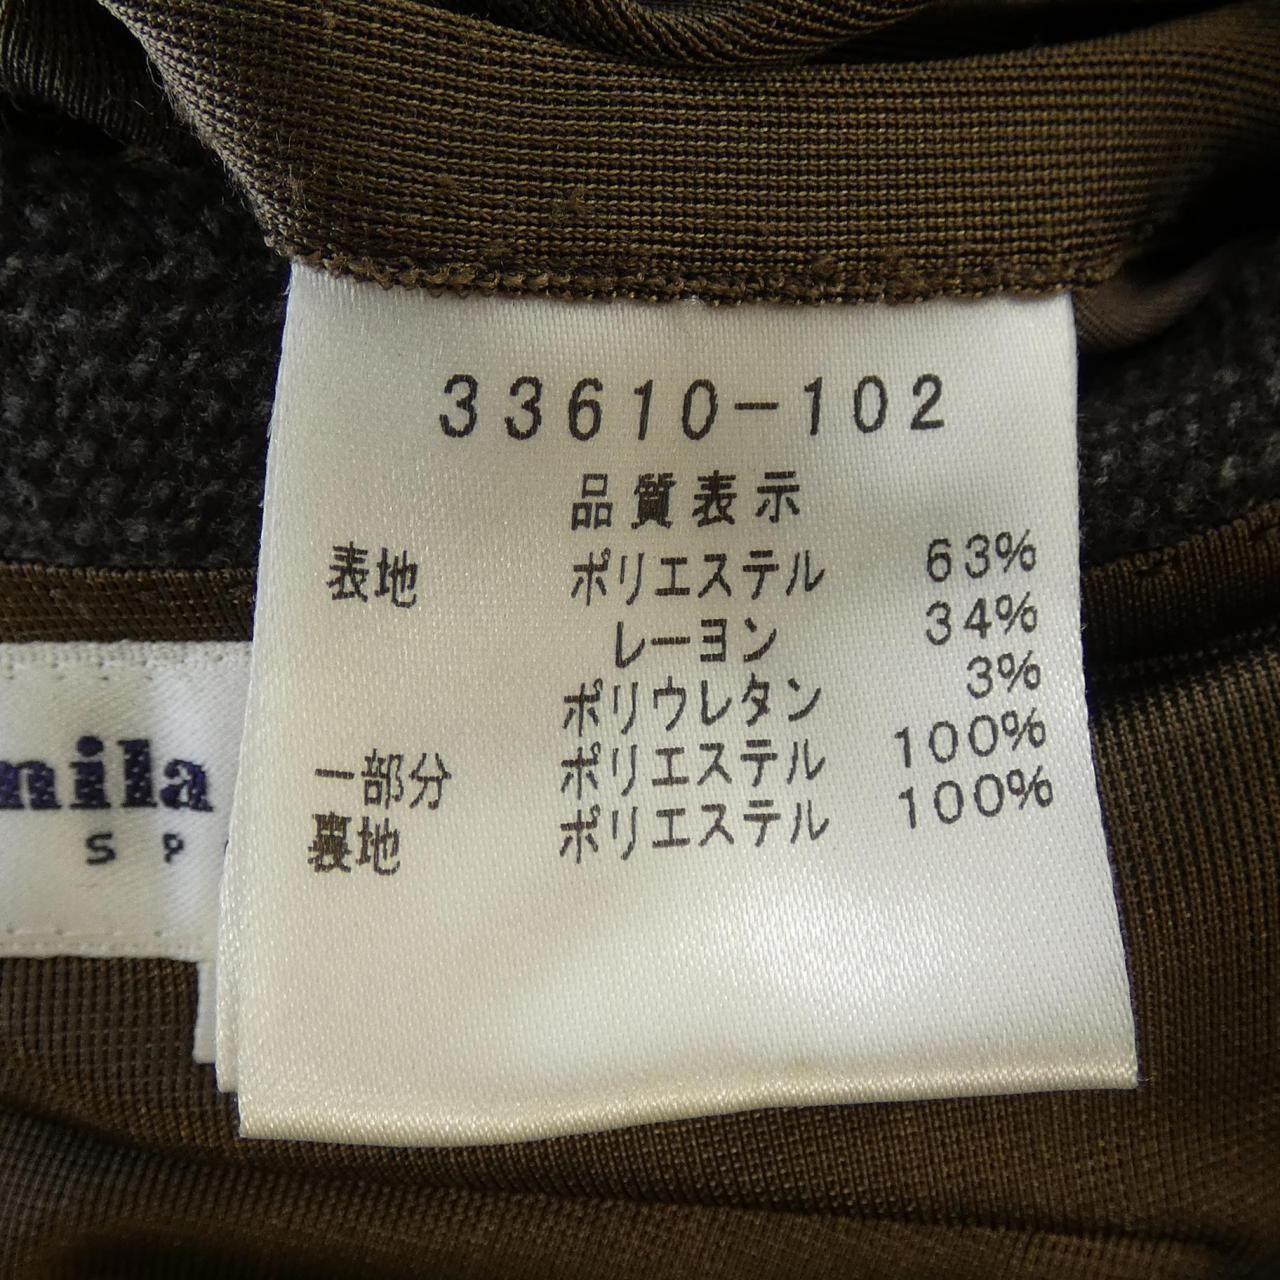 33610-102
品質表示
表地 ポリエステル 63%
レーヨン 34%
ポリウレタン 3%
一部分 ポリエステル 100%
裏地 ポリエステル 100%
nila
S P